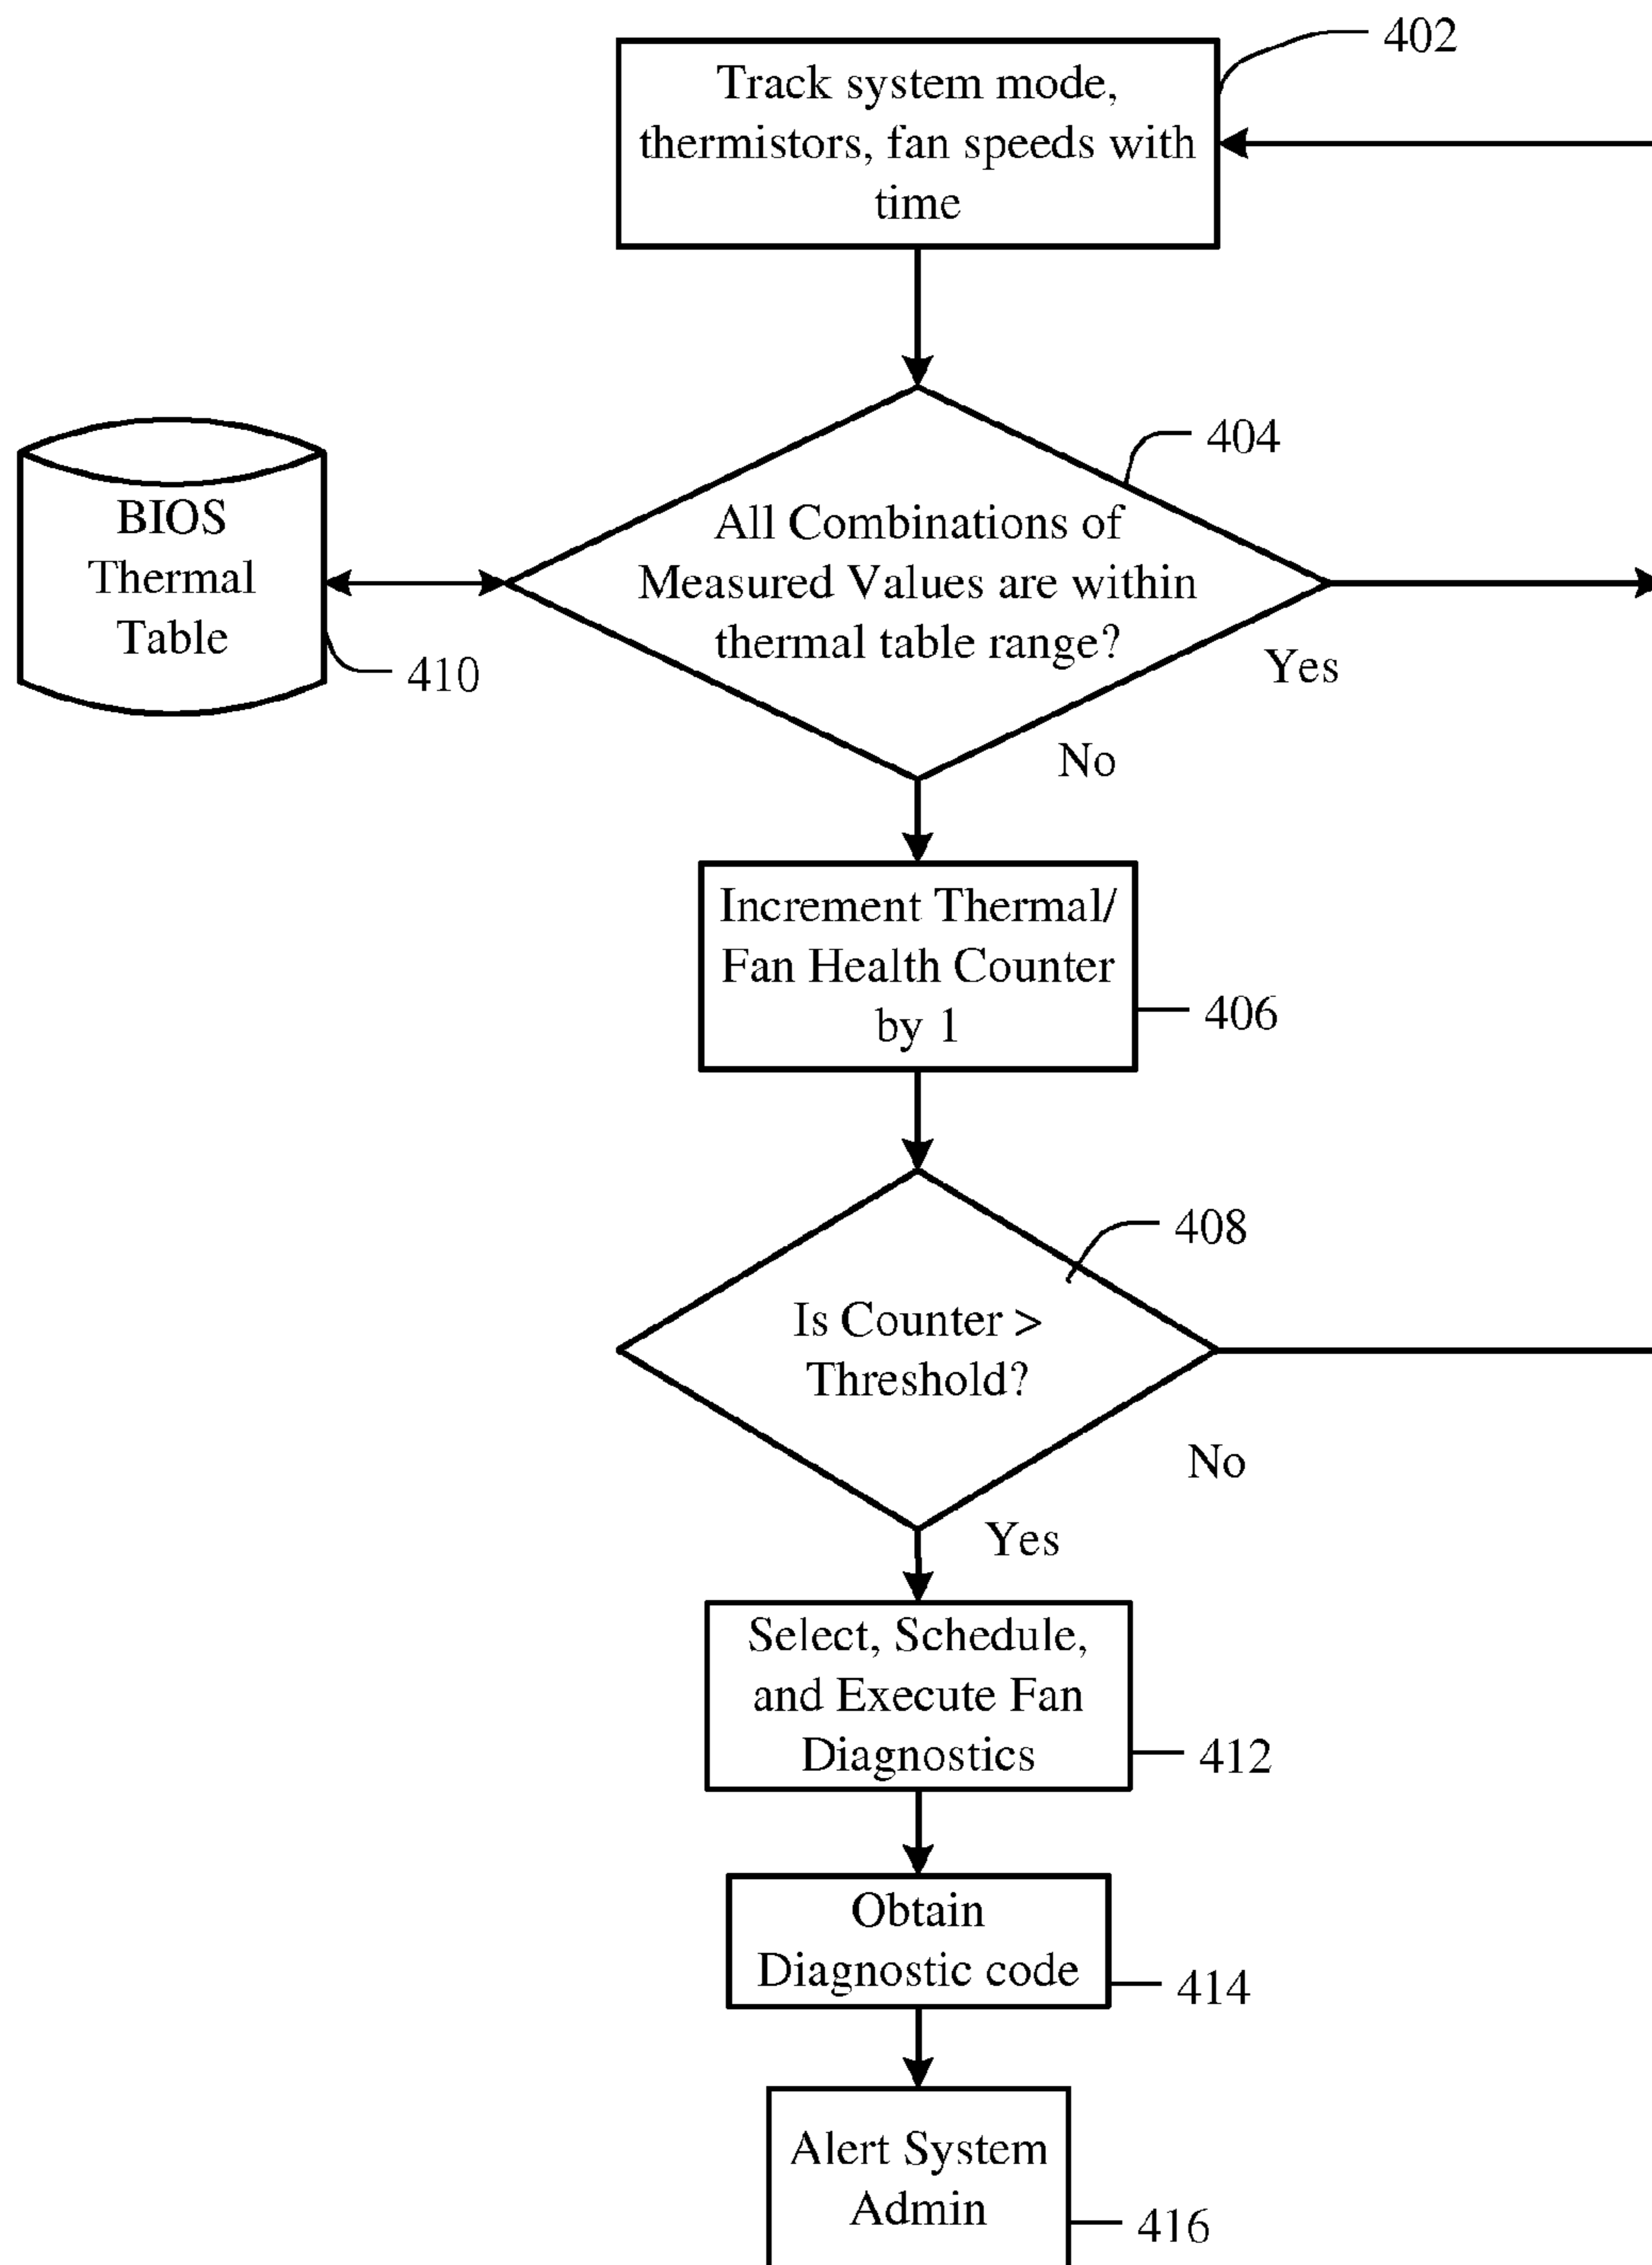 402
Track system mode,
thermistors, fan speeds with
time
404
All Combinations of
Measured Values are within
thermal table range?
BIOS
Thermal
Table
410
Yes
No
Increment Thermal/
Fan Health Counter
by 1
406
408
Is Counter >
Threshold?
No
Yes
Select, Schedule,
and Execute Fan
Diagnostics
412
Obtain
Diagnostic code
414
Alert System
Admin
416